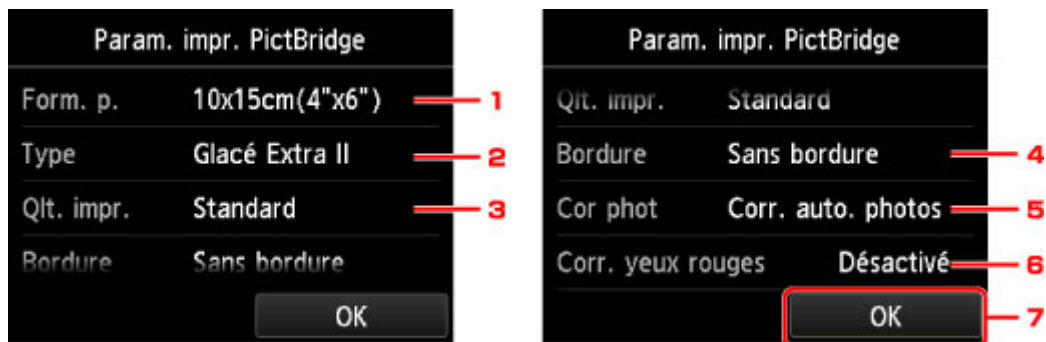 Param. impr. PictBridge
Form. p. 10x15cm(4"x6") 1
Type Glacé Extra II 2
Qlt. impr. Standard 3
Bordure Sans bordure
OK
Param. impr. PictBridge
Qlt. impr. Standard
Bordure Sans bordure 4
Cor phot Corr. auto. photos 5
Corr. yeux rouges Désactivé 6
OK 7